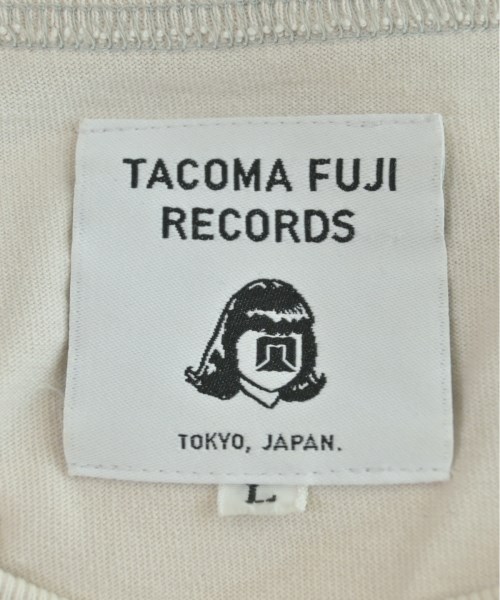 TACOMA FUJI
RECORDS
TOKYO, JAPAN.
L